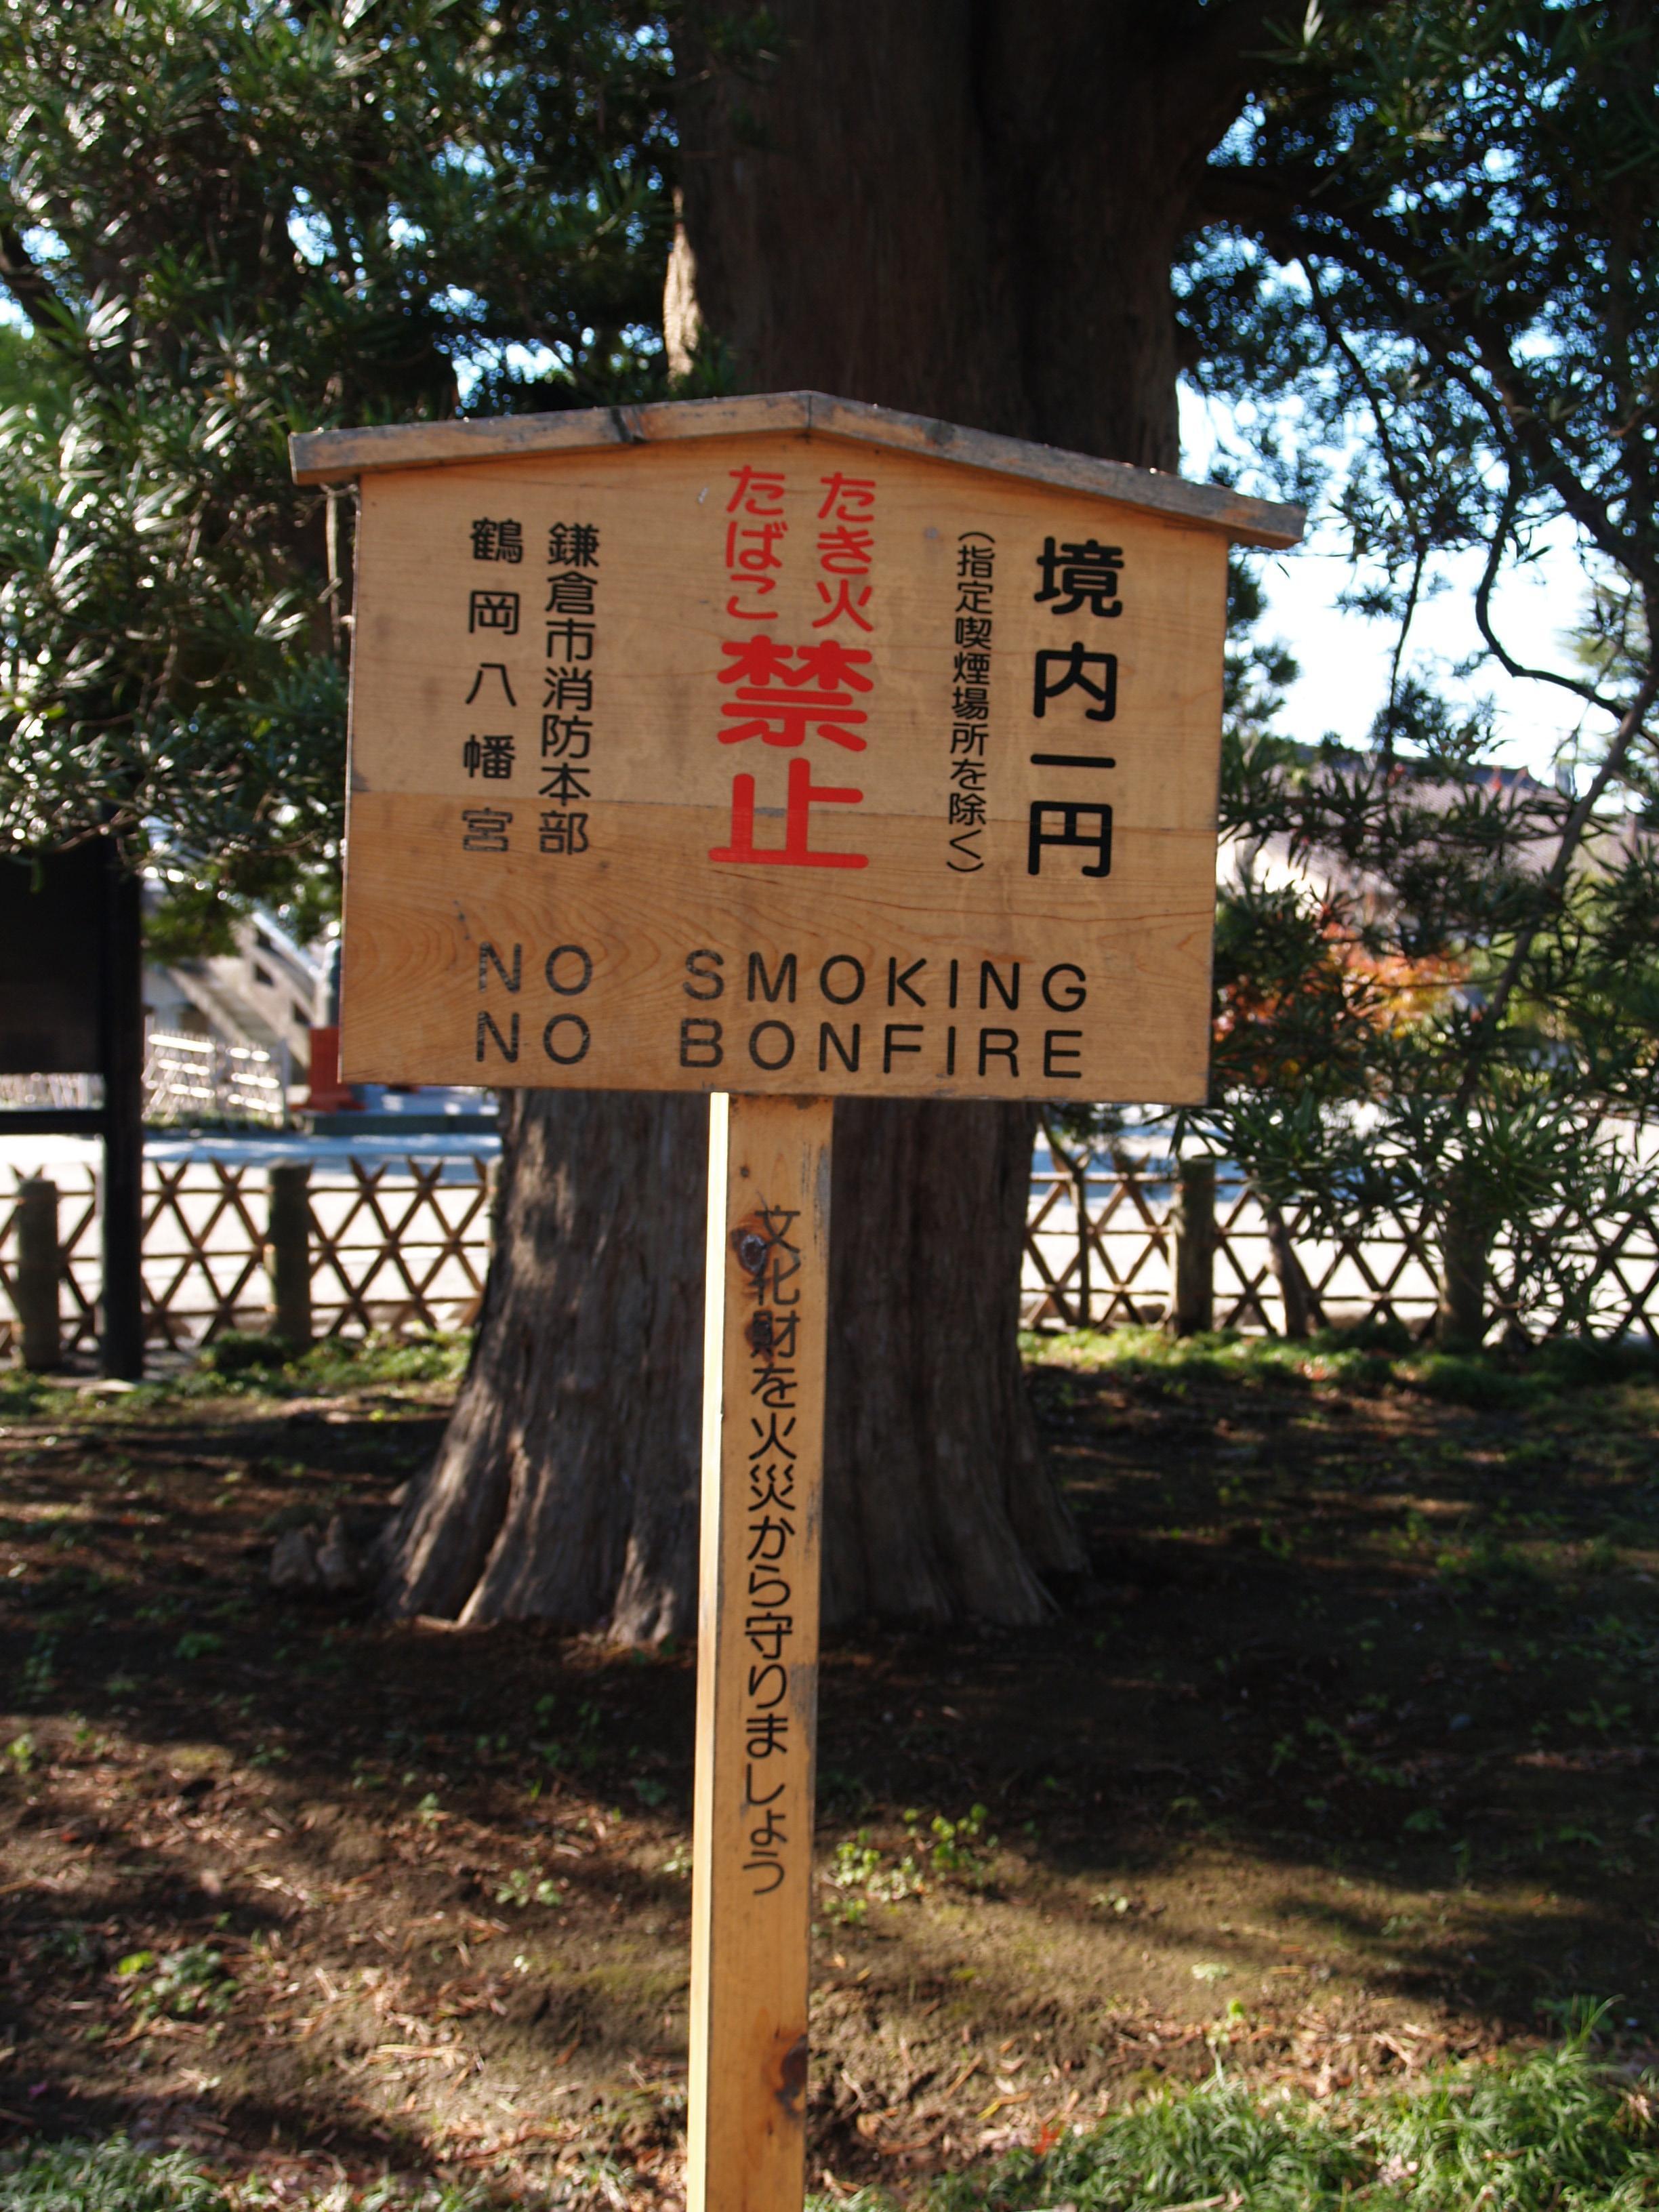 境内一円
(指定喫煙場所を除く)
たき火
たばこ
禁止
鎌倉市消防本部
鶴岡八幡宮
NO SMOKING
NO BONFIRE
文化財を火災から守りましょう